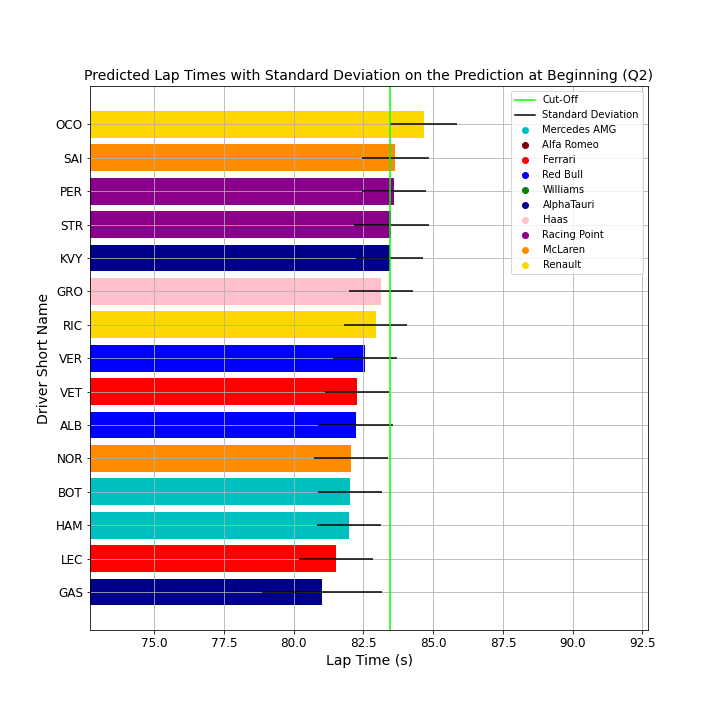 Predicted Lap Times with Standard Deviation on the Prediction at Beginning (Q2)
Cut-Off
Standard Deviation
Mercedes AMG
Alfa Romeo
Ferrari
Red Bull
Williams
AlphaTauri
Haas
Racing Point
McLaren
Renault
Driver Short Name
OCO
SAI
PER
STR
KVY
GRO
RIC
VER
VET
ALB
NOR
BOT
HAM
LEC
GAS
75.0 77.5 80.0 82.5 85.0 87.5 90.0 92.5
Lap Time (s)